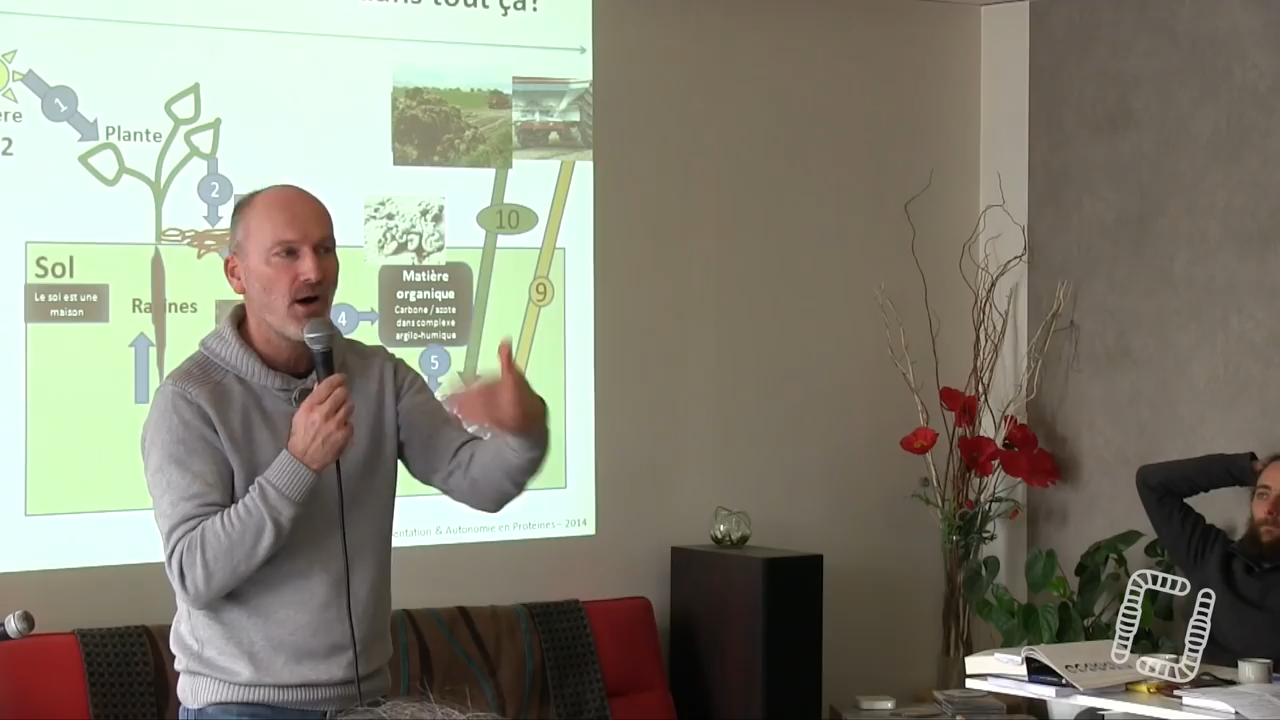 dans tout ça?
1
Plante
2
2
10
Sol
Le sol est une
maison
Racines
4
Matière
organique
Carbone / azote
dans complexe
argilo-humique
9
5
entation & Autonomie en Protéines – 2014